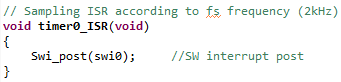 // Sampling ISR according to fs frequency (2kHz)
void timer0_ISR(void)
{
    Swi_post(swi0);     //SW interrupt post
}